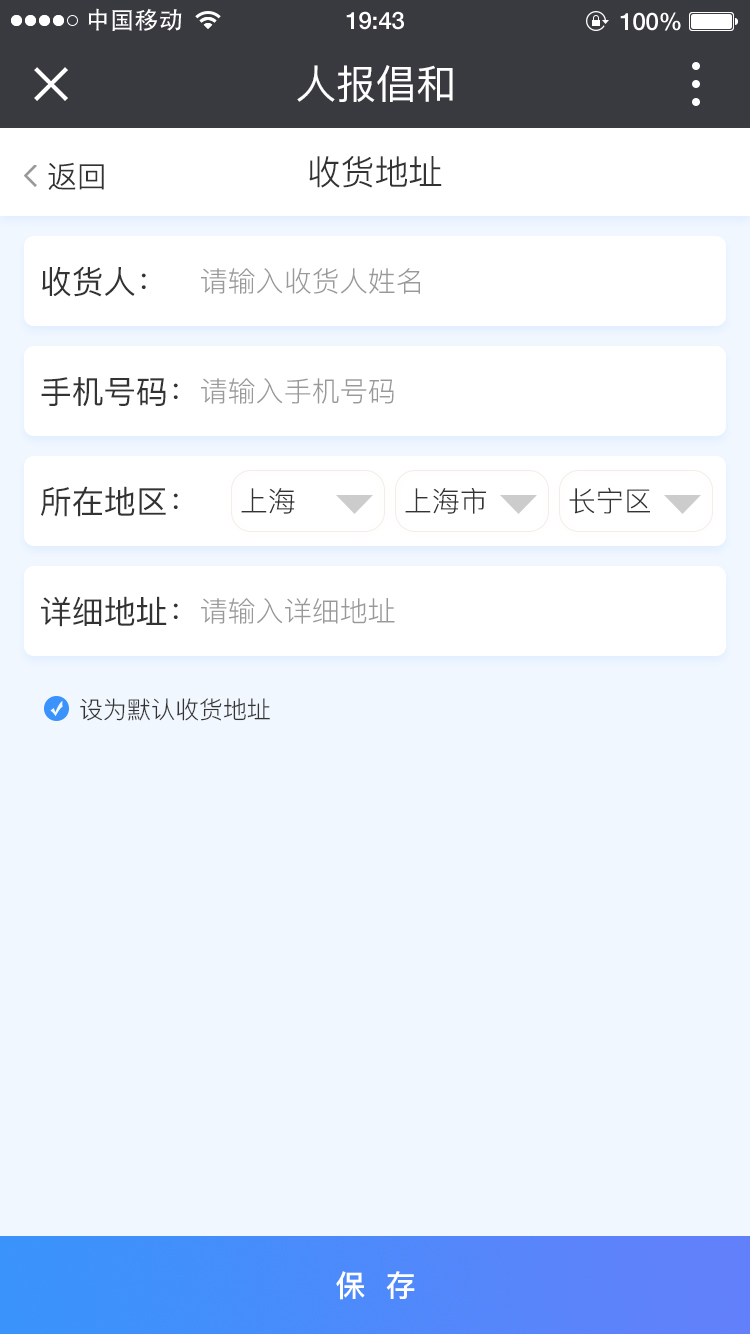 中国移动 19:43 100%
人报倡和
返回 收货地址
收货人： 请输入收货人姓名
手机号码： 请输入手机号码
所在地区： 上海 上海市 长宁区
详细地址： 请输入详细地址
设为默认收货地址
保 存